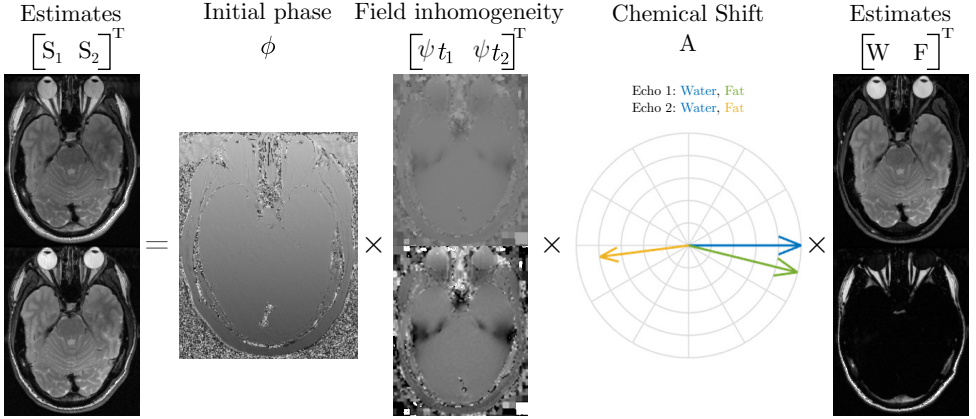 Estimates
[S₁ S₂]ᵀ
Initial phase
ϕ
Field inhomogeneity
[ψt₁ ψt₂]ᵀ
Chemical Shift
A
Estimates
[W F]ᵀ
Echo 1: Water, Fat
Echo 2: Water, Fat
= × × ×